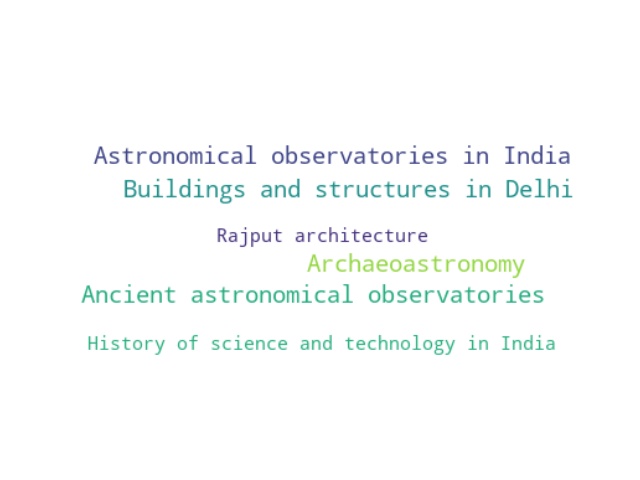 Astronomical observatories in India
Buildings and structures in Delhi
Rajput architecture
Archaeoastronomy
Ancient astronomical observatories
History of science and technology in India